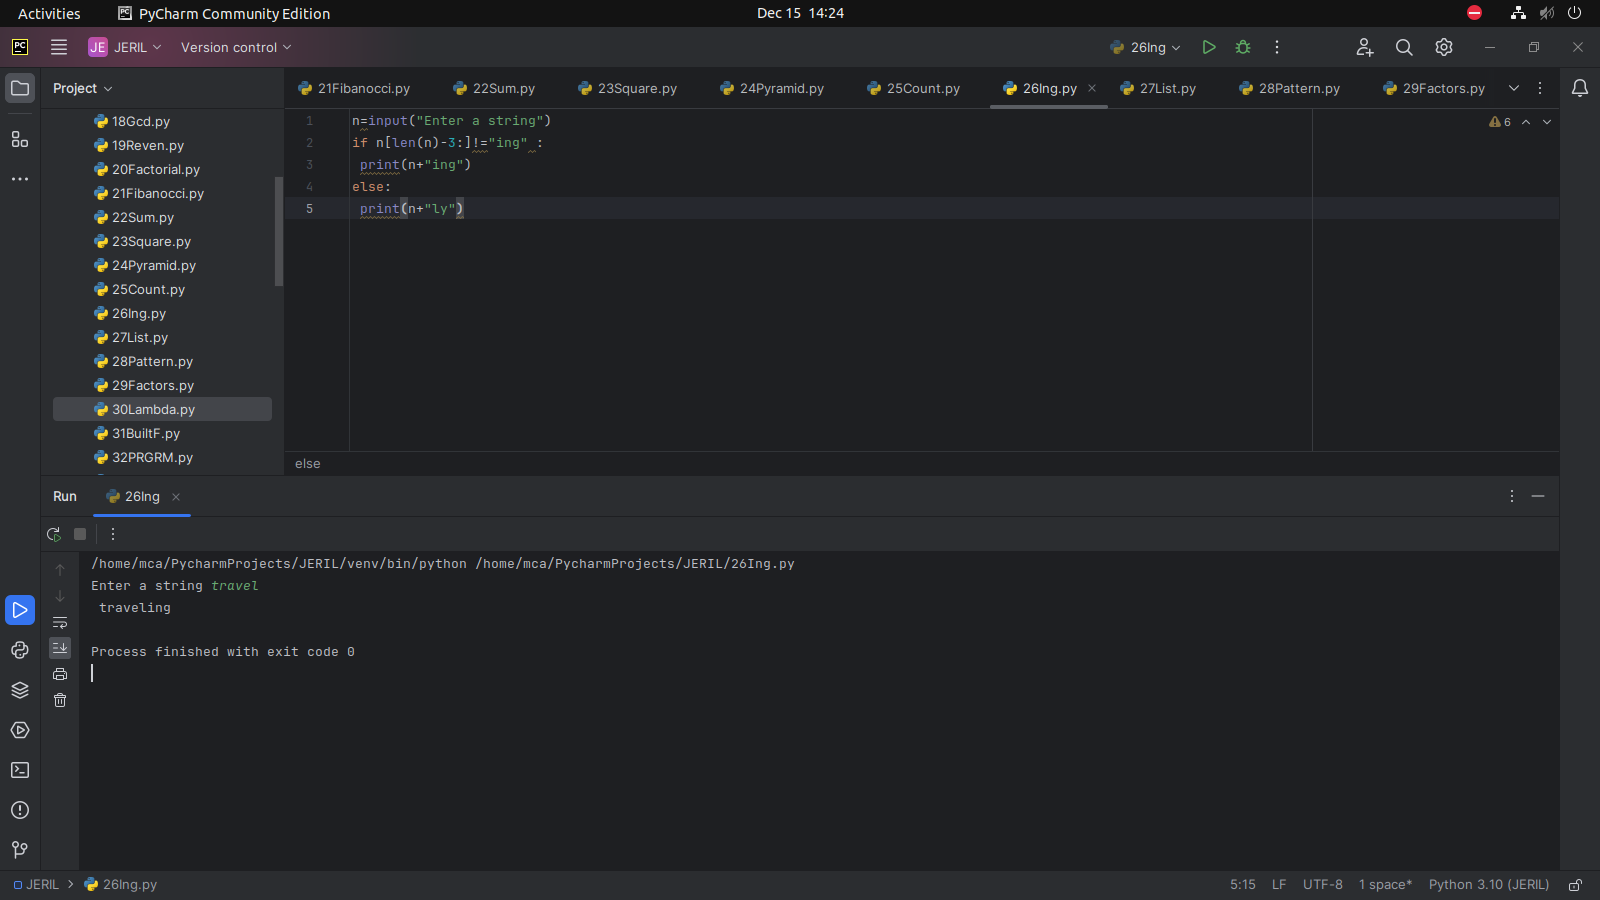 Activities PyCharm Community Edition Dec 15 14:24
PC JE JERIL Version control 26Ing
Project 21Fibanocci.py 22Sum.py 23Square.py 24Pyramid.py 25Count.py 26Ing.py 27List.py 28Pattern.py 29Factors.py
18Gcd.py
19Reven.py
20Factorial.py
21Fibanocci.py
22Sum.py
23Square.py
24Pyramid.py
25Count.py
26Ing.py
27List.py
28Pattern.py
29Factors.py
30Lambda.py
31BuiltF.py
32PRGRM.py
1 n=input("Enter a string") 6
2 if n[len(n)-3:]!="ing" :
3 print(n+"ing")
4 else:
5 print(n+"ly")
else
Run 26Ing
/home/mca/PycharmProjects/JERIL/venv/bin/python /home/mca/PycharmProjects/JERIL/26Ing.py
Enter a string travel
traveling
Process finished with exit code 0
JERIL 26Ing.py 5:15 LF UTF-8 1 space* Python 3.10 (JERIL)